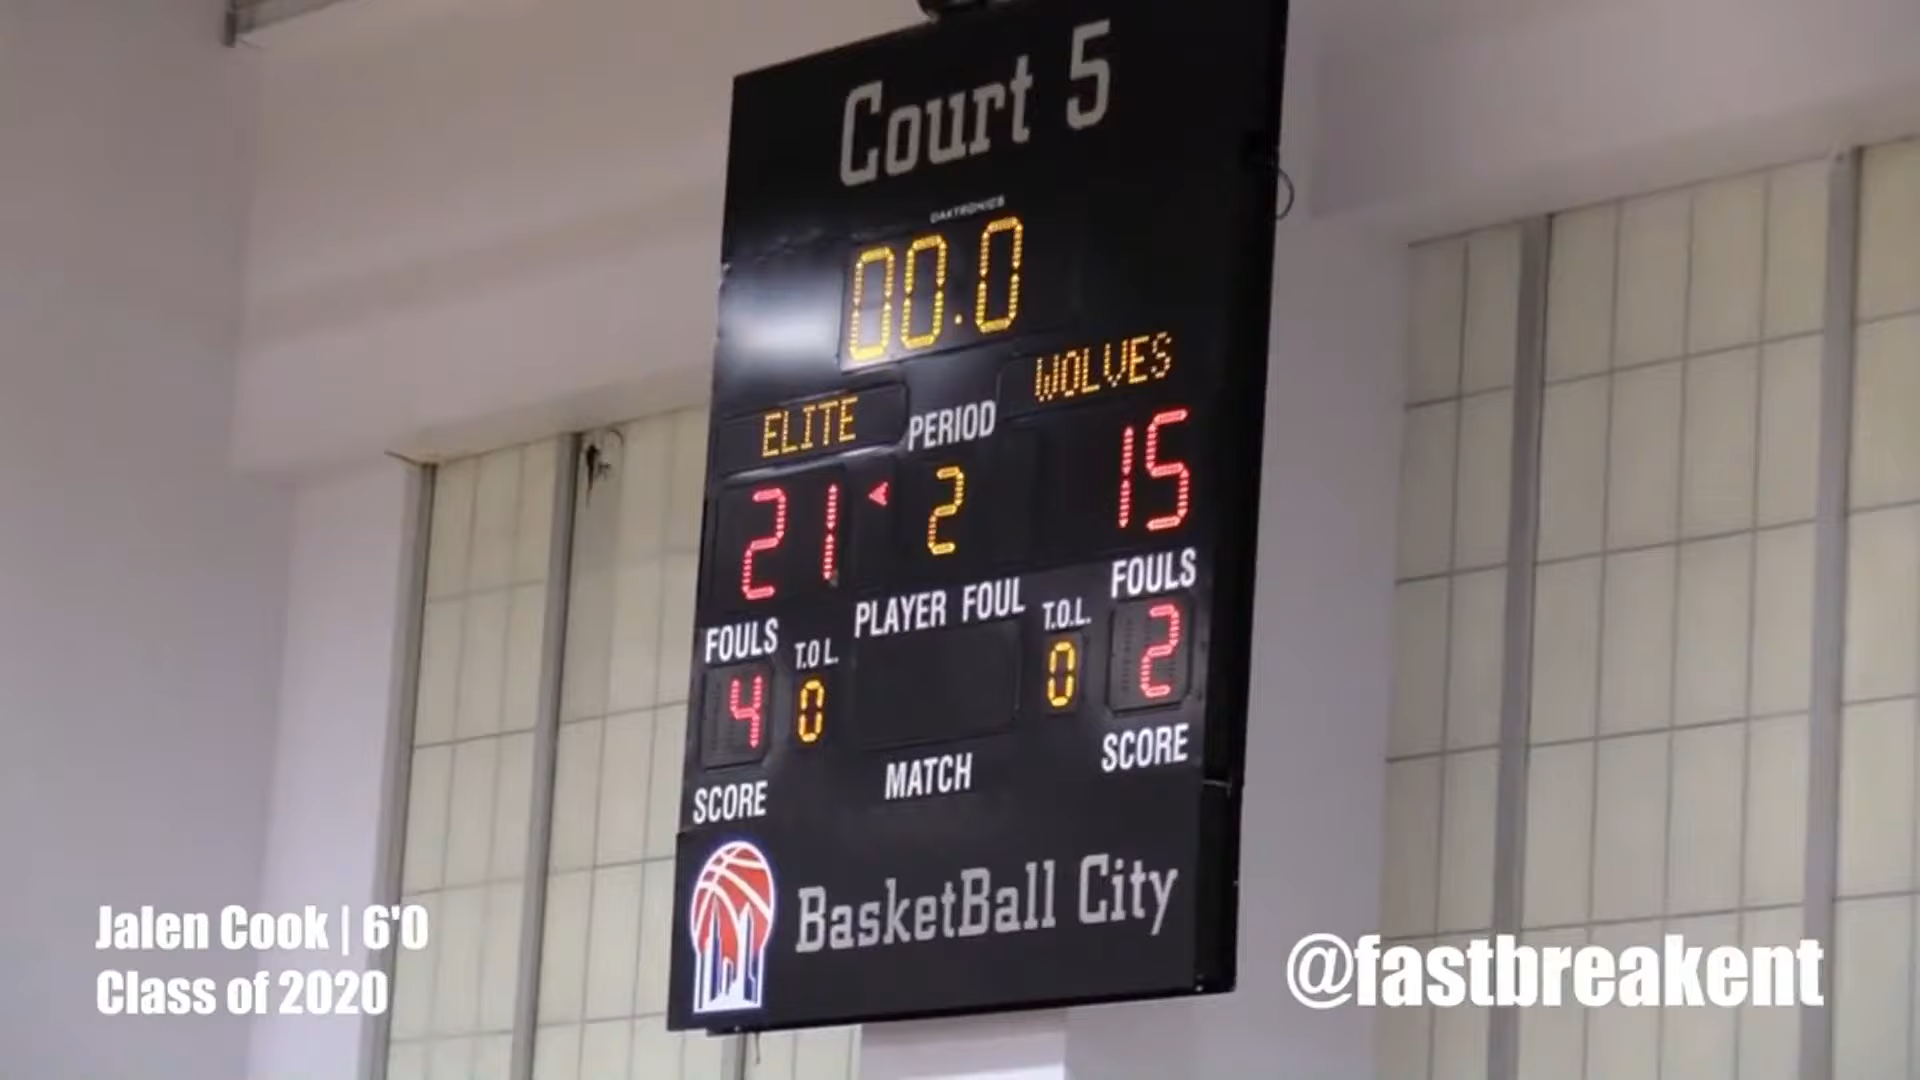 Court 5
DAKTRONICS
00.0
ELITE
WOLVES
PERIOD
21
2
15
FOULS
T.O.L.
PLAYER FOUL
T.O.L.
FOULS
4
0
0
2
SCORE
MATCH
SCORE
BasketBall City
Jalen Cook | 6'0
Class of 2020
@fastbreakent